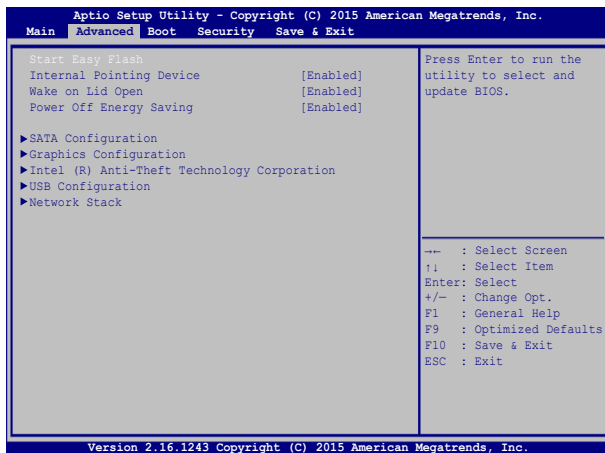 Aptio Setup Utility - Copyright (C) 2015 American Megatrends, Inc.
Main Advanced Boot Security Save & Exit
Start Easy Flash
Internal Pointing Device [Enabled]
Wake on Lid Open [Enabled]
Power Off Energy Saving [Enabled]
▶SATA Configuration
▶Graphics Configuration
▶Intel (R) Anti-Theft Technology Corporation
▶USB Configuration
▶Network Stack
Press Enter to run the
utility to select and
update BIOS.
→← : Select Screen
↑↓ : Select Item
Enter: Select
+/— : Change Opt.
F1 : General Help
F9 : Optimized Defaults
F10 : Save & Exit
ESC : Exit
Version 2.16.1243 Copyright (C) 2015 American Megatrends, Inc.